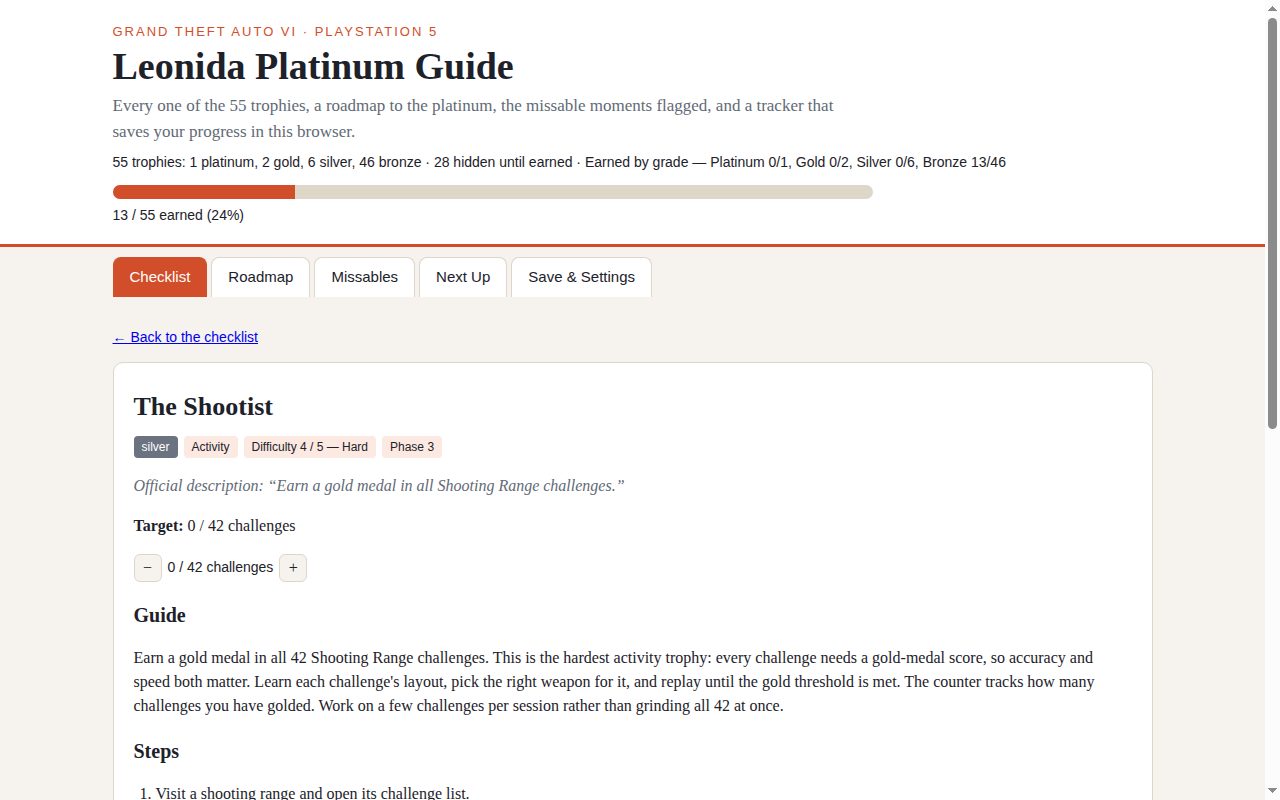 GRAND THEFT AUTO VI · PLAYSTATION 5
Leonida Platinum Guide
Every one of the 55 trophies, a roadmap to the platinum, the missable moments flagged, and a tracker that
saves your progress in this browser.
55 trophies: 1 platinum, 2 gold, 6 silver, 46 bronze · 28 hidden until earned · Earned by grade — Platinum 0/1, Gold 0/2, Silver 0/6, Bronze 13/46
13 / 55 earned (24%)
Checklist Roadmap Missables Next Up Save & Settings
← Back to the checklist
The Shootist
silver Activity Difficulty 4 / 5 — Hard Phase 3
Official description: “Earn a gold medal in all Shooting Range challenges.”
Target: 0 / 42 challenges
− 0 / 42 challenges +
Guide
Earn a gold medal in all 42 Shooting Range challenges. This is the hardest activity trophy: every challenge needs a gold-medal score, so accuracy and
speed both matter. Learn each challenge's layout, pick the right weapon for it, and replay until the gold threshold is met. The counter tracks how many
challenges you have golded. Work on a few challenges per session rather than grinding all 42 at once.
Steps
1. Visit a shooting range and open its challenge list.